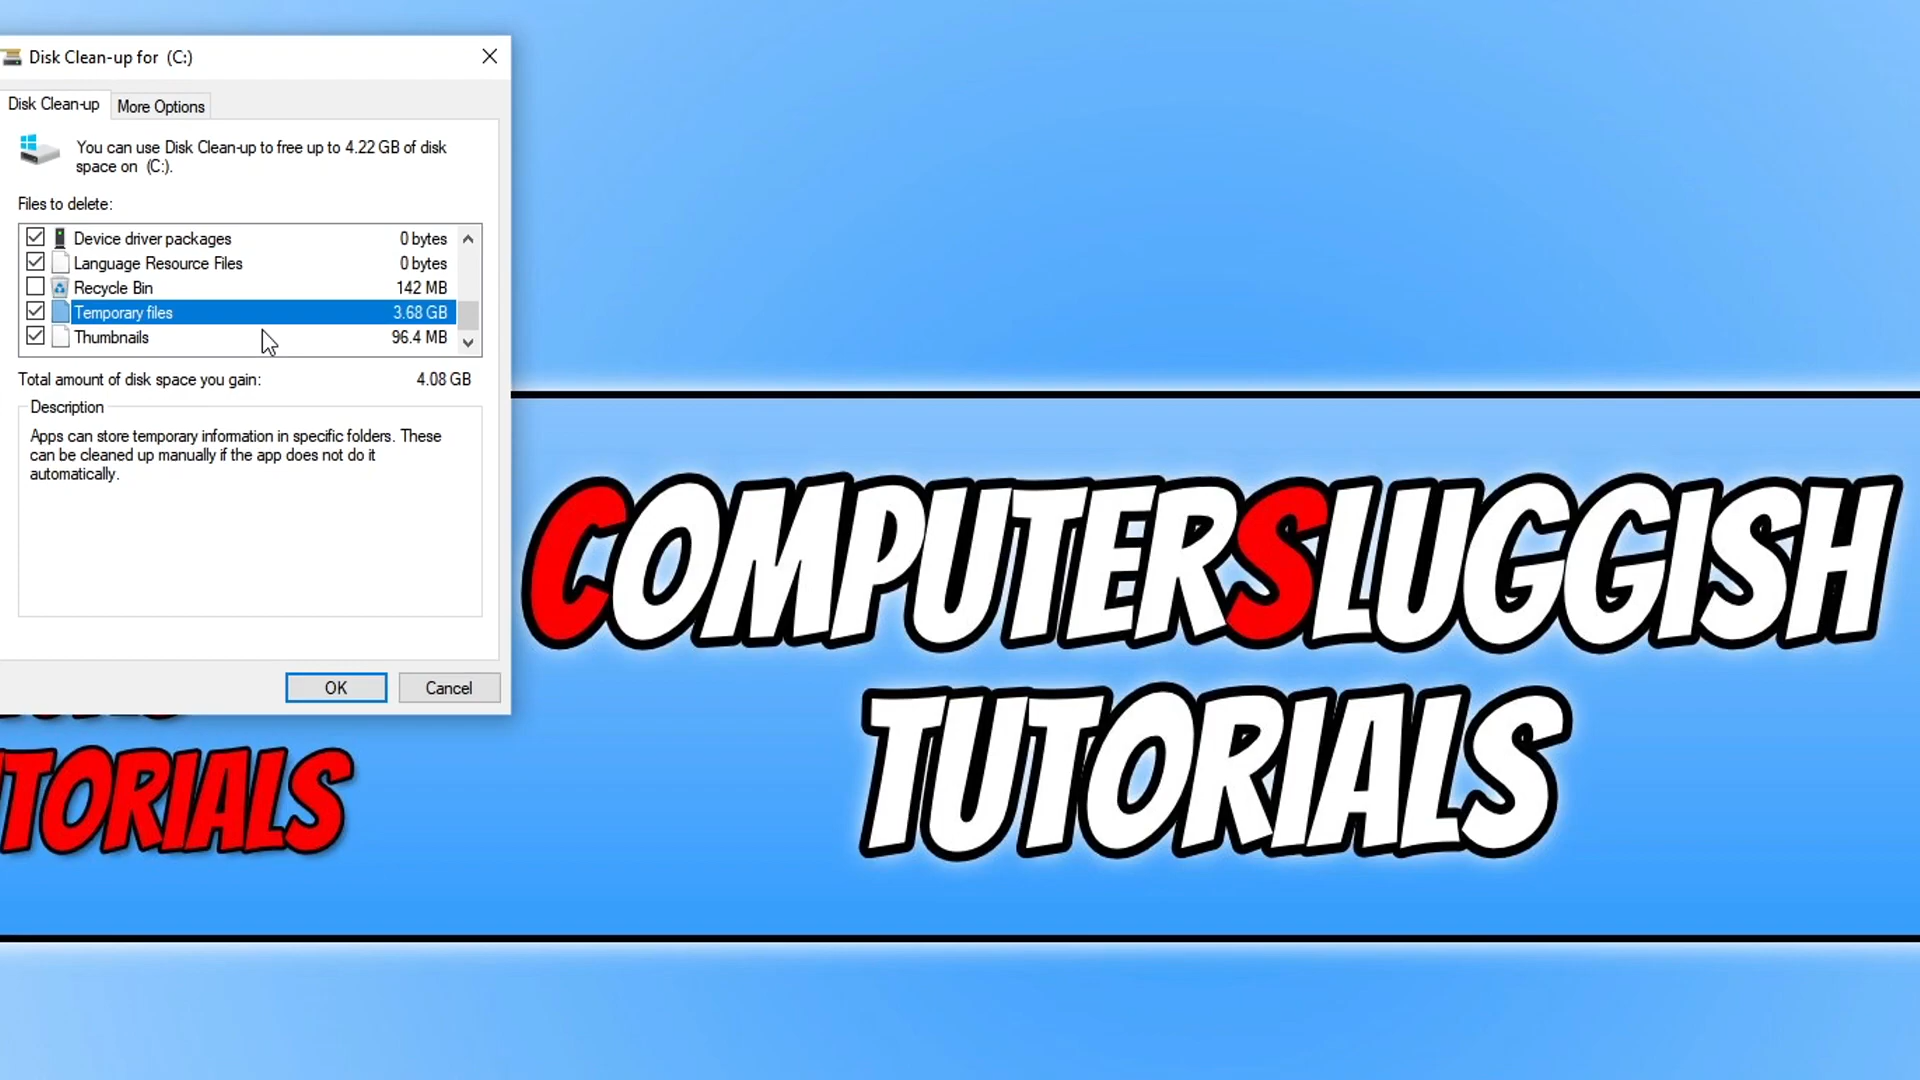 Disk Clean-up for (C:)
Disk Clean-up
More Options
You can use Disk Clean-up to free up to 4.22 GB of disk
space on (C:).
Files to delete:
Device driver packages 0 bytes
Language Resource Files 0 bytes
Recycle Bin 142 MB
Temporary files 3.68 GB
Thumbnails 96.4 MB
Total amount of disk space you gain: 4.08 GB
Description
Apps can store temporary information in specific folders. These
can be cleaned up manually if the app does not do it
automatically.
OK
Cancel
TORIALS
COMPUTERSLUGGISH
TUTORIALS